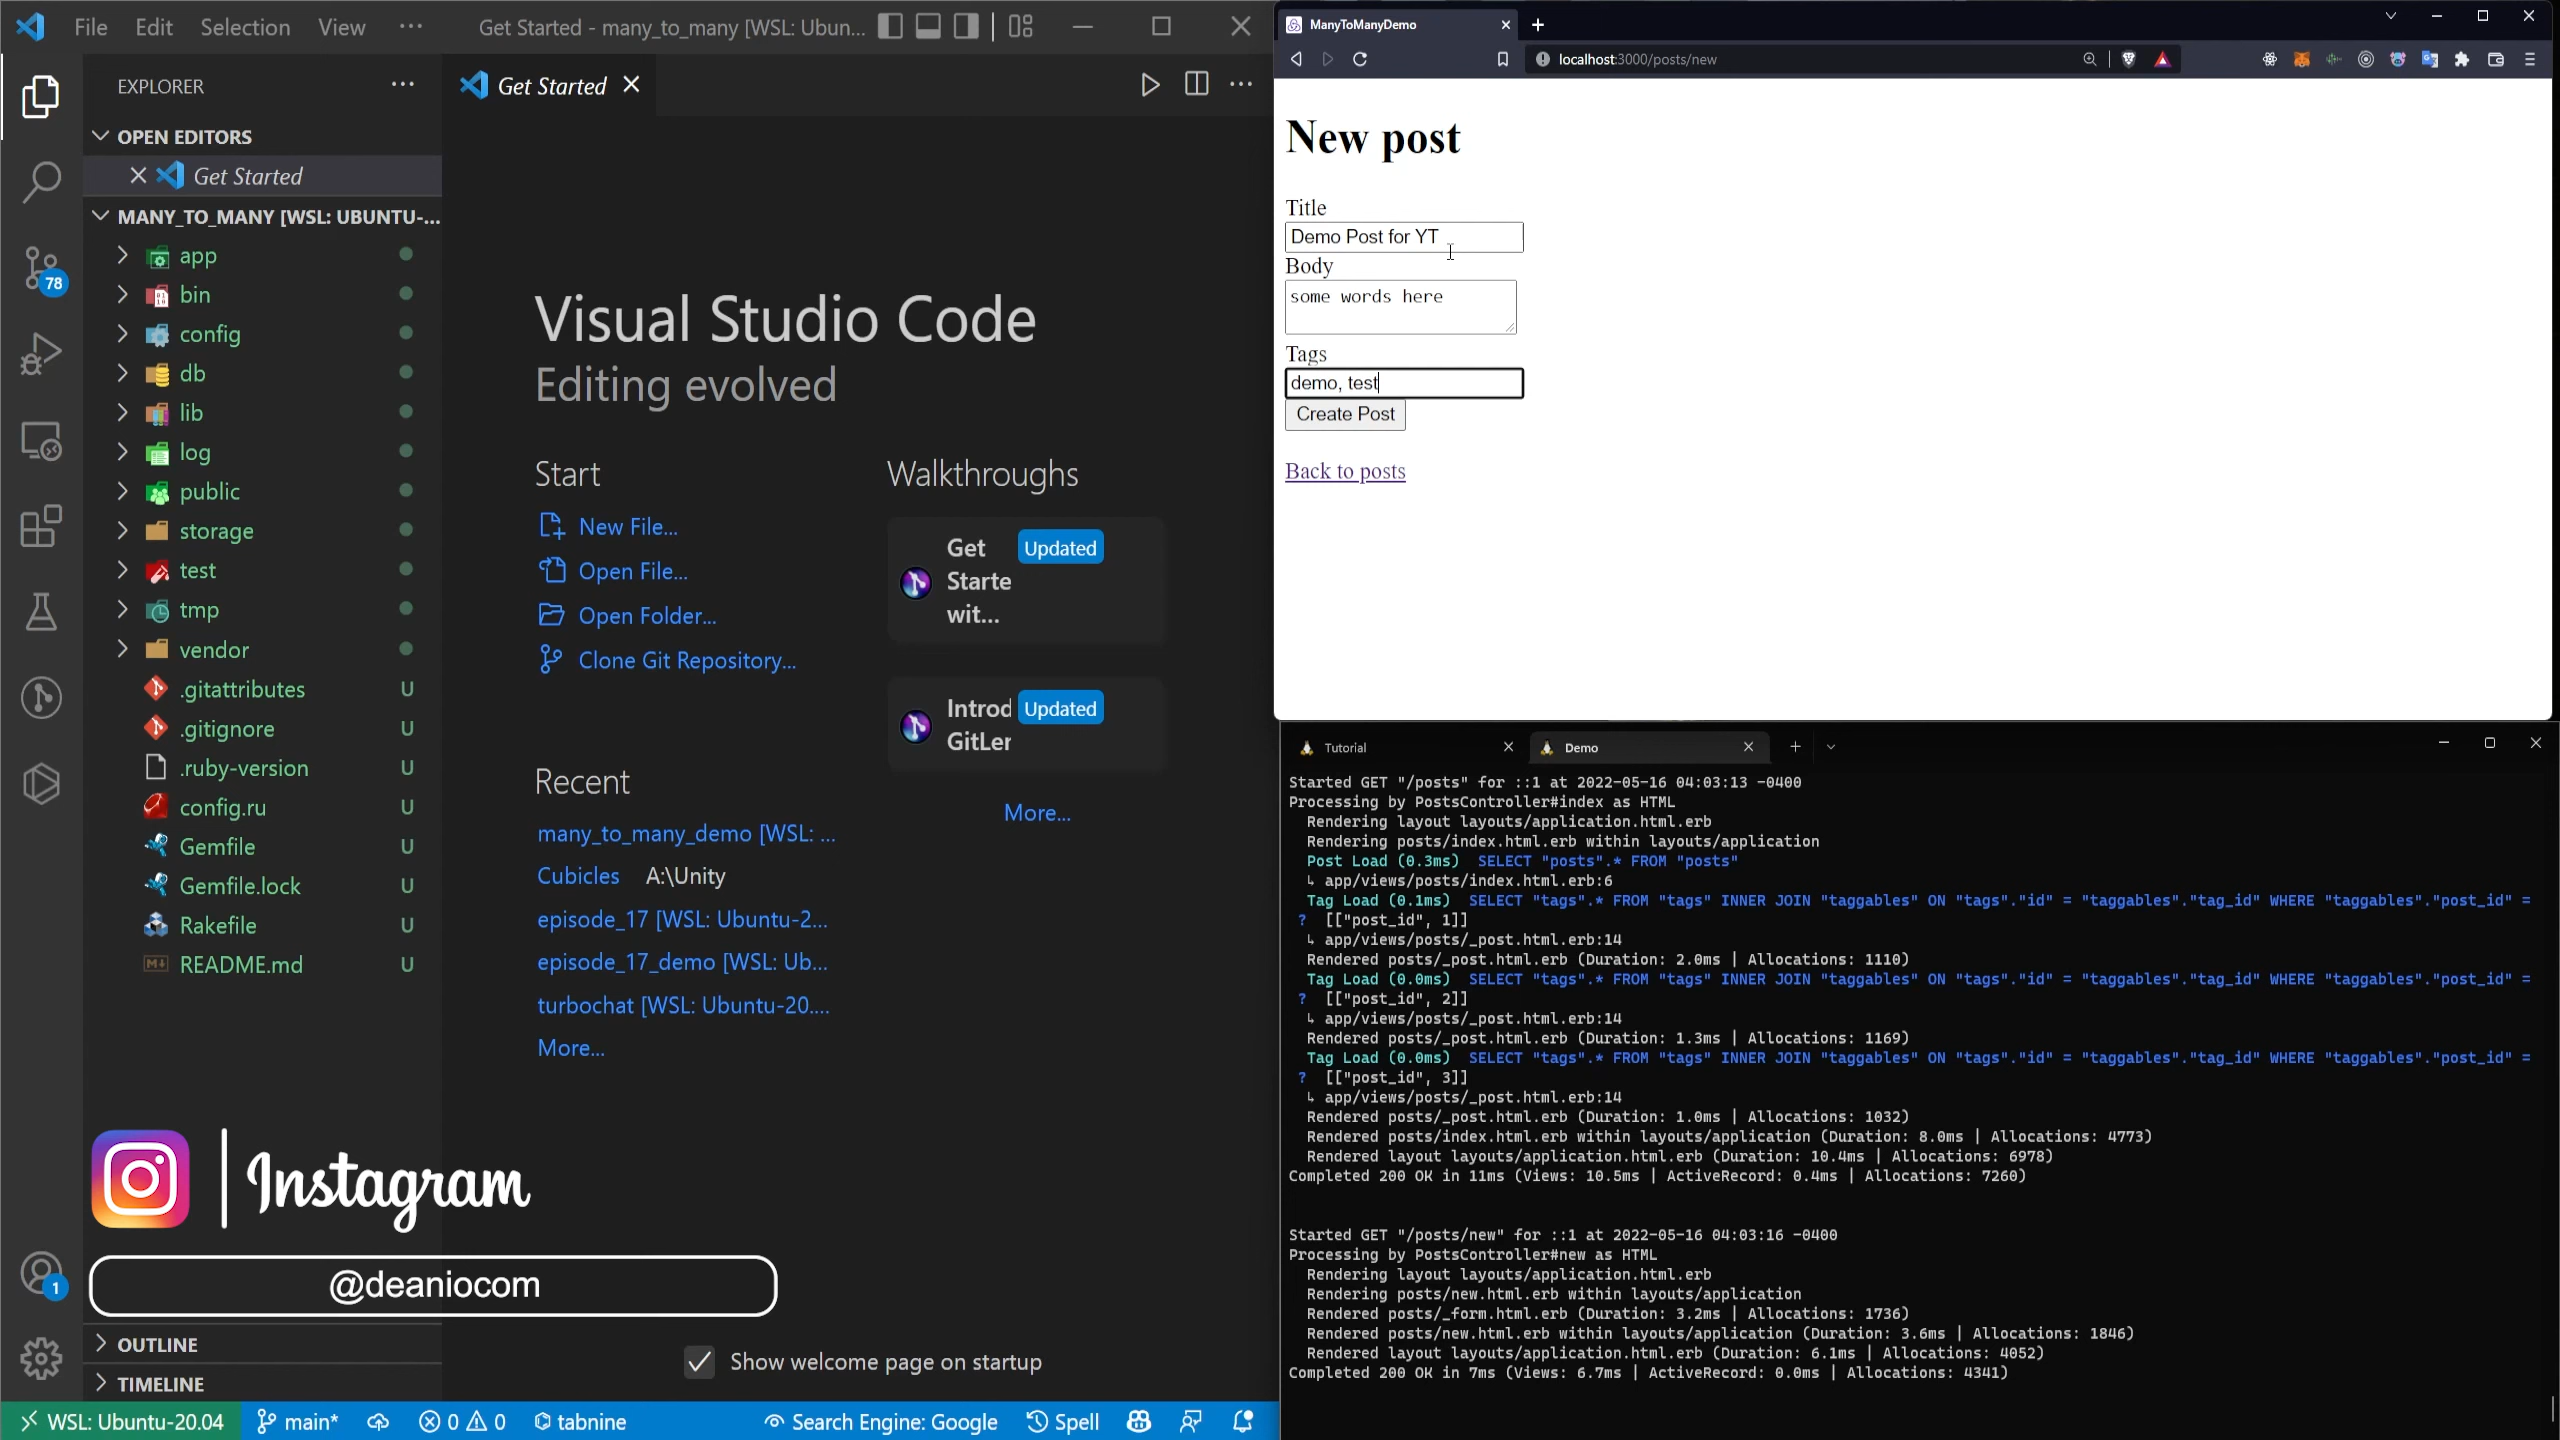 File Edit Selection View ··· Get Started - many_to_many [WSL: Ubun...
EXPLORER
OPEN EDITORS
Get Started
MANY_TO_MANY [WSL: UBUNTU-...
app
bin
config
db
lib
log
public
storage
test
tmp
vendor
.gitattributes U
.gitignore U
.ruby-version U
config.ru U
Gemfile U
Gemfile.lock U
Rakefile U
README.md U
78
1
OUTLINE
TIMELINE
Get Started
Visual Studio Code
Editing evolved
Start
New File...
Open File...
Open Folder...
Clone Git Repository...
Recent
many_to_many_demo [WSL: ...
Cubicles A:\Unity
episode_17 [WSL: Ubuntu-2...
episode_17_demo [WSL: Ub...
turbochat [WSL: Ubuntu-20....
More...
Walkthroughs
Get Updated
Starte
wit...
Introd Updated
GitLer
More...
Show welcome page on startup
Instagram
@deaniocom
WSL: Ubuntu-20.04 main* 0 0 tabnine Search Engine: Google Spell
ManyToManyDemo
localhost:3000/posts/new
New post
Title
Demo Post for YT
Body
some words here
Tags
demo, test
Create Post
Back to posts
Tutorial Demo
Started GET "/posts" for ::1 at 2022-05-16 04:03:13 -0400
Processing by PostsController#index as HTML
Rendering layout layouts/application.html.erb
Rendering posts/index.html.erb within layouts/application
Post Load (0.3ms) SELECT "posts".* FROM "posts"
↳ app/views/posts/index.html.erb:6
Tag Load (0.1ms) SELECT "tags".* FROM "tags" INNER JOIN "taggables" ON "tags"."id" = "taggables"."tag_id" WHERE "taggables"."post_id" =
? [["post_id", 1]]
↳ app/views/posts/_post.html.erb:14
Rendered posts/_post.html.erb (Duration: 2.0ms | Allocations: 1110)
Tag Load (0.0ms) SELECT "tags".* FROM "tags" INNER JOIN "taggables" ON "tags"."id" = "taggables"."tag_id" WHERE "taggables"."post_id" =
? [["post_id", 2]]
↳ app/views/posts/_post.html.erb:14
Rendered posts/_post.html.erb (Duration: 1.3ms | Allocations: 1169)
Tag Load (0.0ms) SELECT "tags".* FROM "tags" INNER JOIN "taggables" ON "tags"."id" = "taggables"."tag_id" WHERE "taggables"."post_id" =
? [["post_id", 3]]
↳ app/views/posts/_post.html.erb:14
Rendered posts/_post.html.erb (Duration: 1.0ms | Allocations: 1032)
Rendered posts/index.html.erb within layouts/application (Duration: 8.0ms | Allocations: 4773)
Rendered layout layouts/application.html.erb (Duration: 10.4ms | Allocations: 6978)
Completed 200 OK in 11ms (Views: 10.5ms | ActiveRecord: 0.4ms | Allocations: 7260)
Started GET "/posts/new" for ::1 at 2022-05-16 04:03:16 -0400
Processing by PostsController#new as HTML
Rendering layout layouts/application.html.erb
Rendering posts/new.html.erb within layouts/application
Rendered posts/_form.html.erb (Duration: 3.2ms | Allocations: 1736)
Rendered posts/new.html.erb within layouts/application (Duration: 3.6ms | Allocations: 1846)
Rendered layout layouts/application.html.erb (Duration: 6.1ms | Allocations: 4052)
Completed 200 OK in 7ms (Views: 6.7ms | ActiveRecord: 0.0ms | Allocations: 4341)